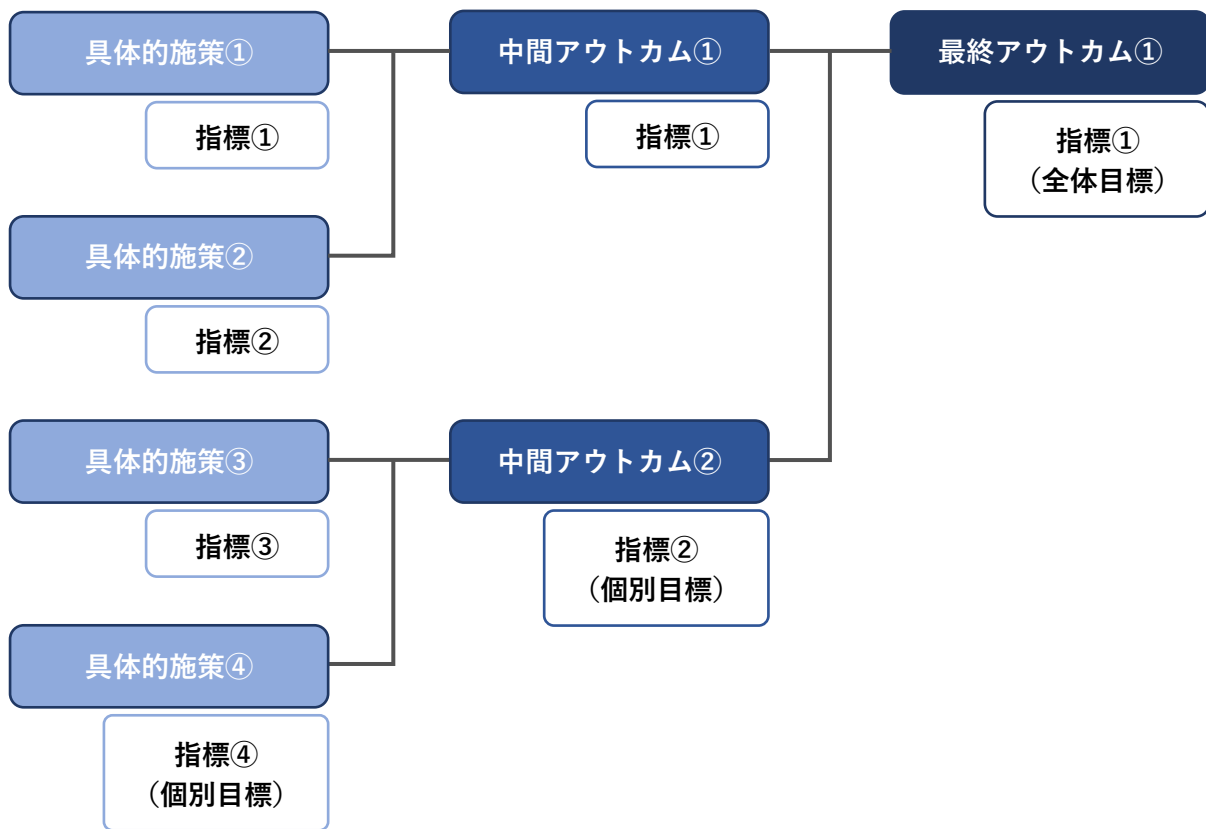 具体的施策①
中間アウトカム①
最終アウトカム①
指標①
指標①
指標①
（全体目標）
具体的施策②
指標②
具体的施策③
中間アウトカム②
指標③
指標②
（個別目標）
具体的施策④
指標④
（個別目標）